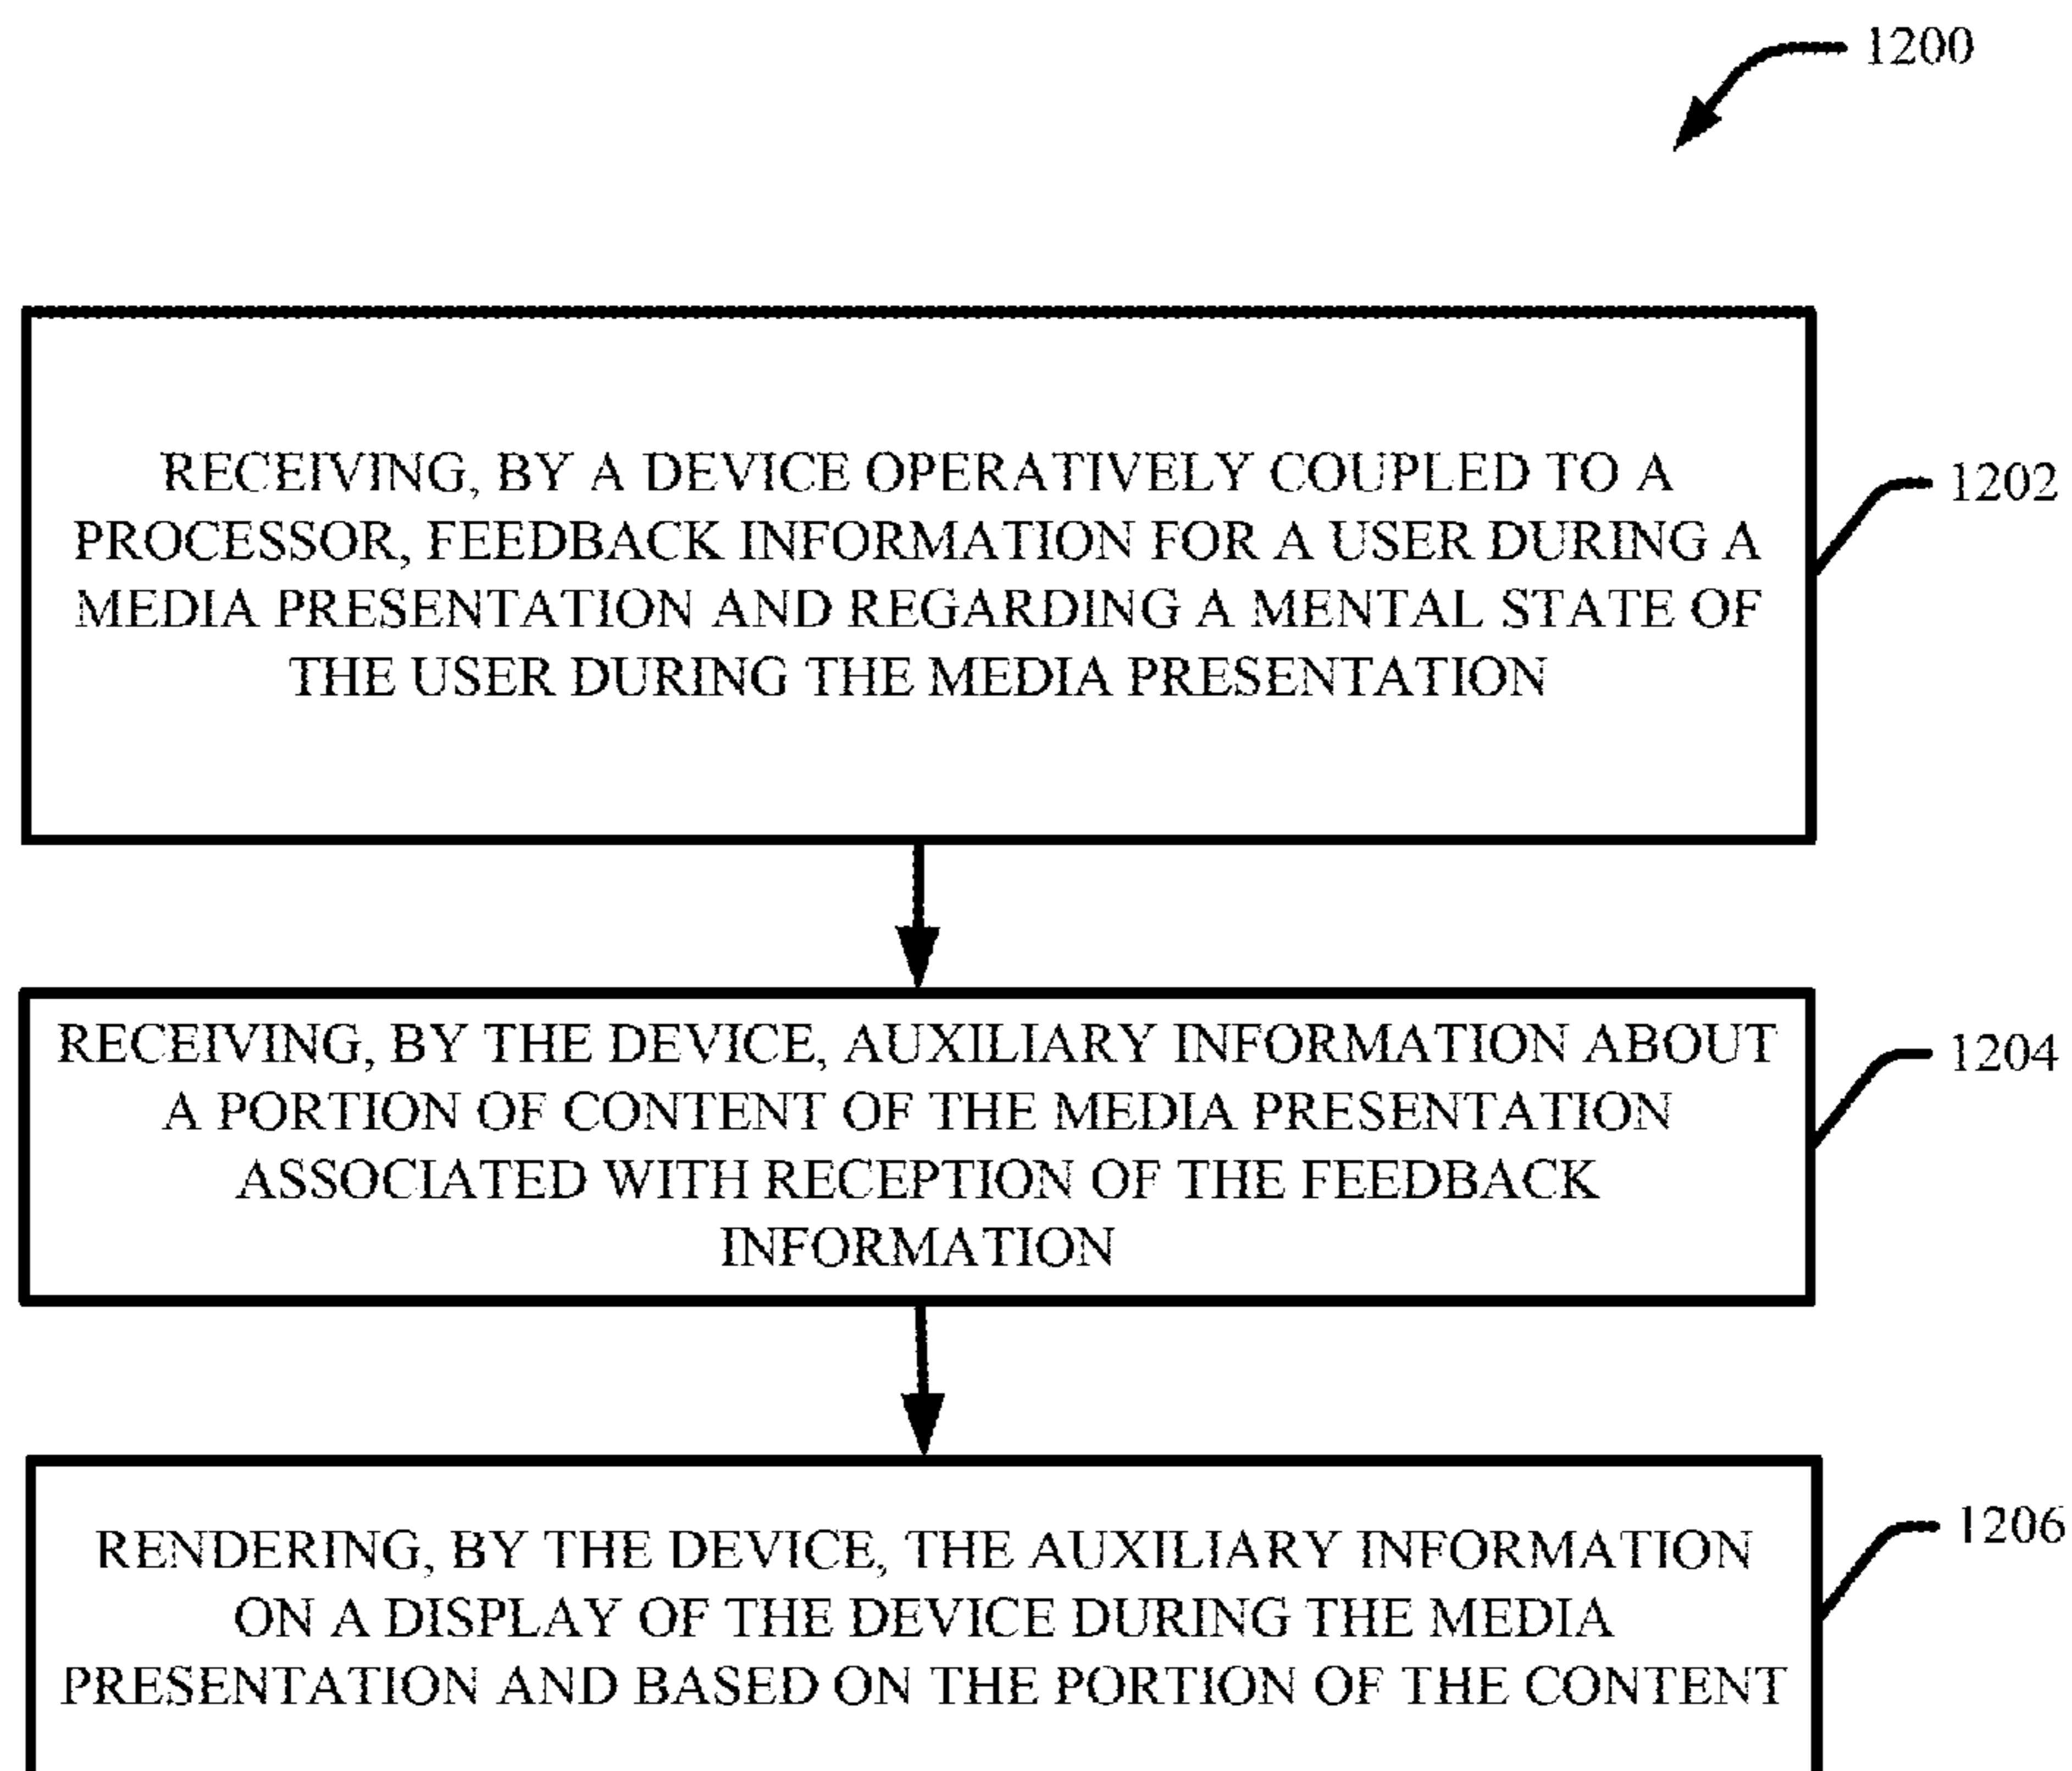 1200
RECEIVING, BY A DEVICE OPERATIVELY COUPLED TO A
PROCESSOR, FEEDBACK INFORMATION FOR A USER DURING A
MEDIA PRESENTATION AND REGARDING A MENTAL STATE OF
THE USER DURING THE MEDIA PRESENTATION
1202
RECEIVING, BY THE DEVICE, AUXILIARY INFORMATION ABOUT
A PORTION OF CONTENT OF THE MEDIA PRESENTATION
ASSOCIATED WITH RECEPTION OF THE FEEDBACK
INFORMATION
1204
RENDERING, BY THE DEVICE, THE AUXILIARY INFORMATION
ON A DISPLAY OF THE DEVICE DURING THE MEDIA
PRESENTATION AND BASED ON THE PORTION OF THE CONTENT
1206